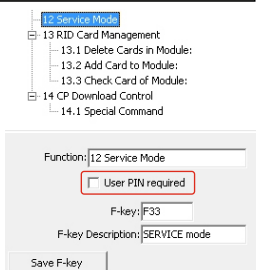 12 Service Mode
13 RID Card Management
13.1 Delete Cards in Module:
13.2 Add Card to Module:
13.3 Check Card of Module:
14 CP Download Control
14.1 Special Command
Function: 12 Service Mode
User PIN required
F-key: F33
F-key Description: SERVICE mode
Save F-key